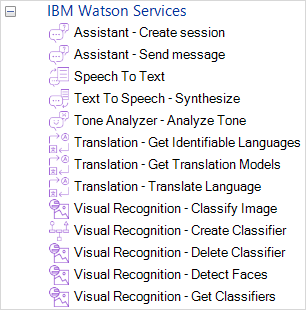 IBM Watson Services
Assistant - Create session
Assistant - Send message
Speech To Text
Text To Speech - Synthesize
Tone Analyzer - Analyze Tone
Translation - Get Identifiable Languages
Translation - Get Translation Models
Translation - Translate Language
Visual Recognition - Classify Image
Visual Recognition - Create Classifier
Visual Recognition - Delete Classifier
Visual Recognition - Detect Faces
Visual Recognition - Get Classifiers